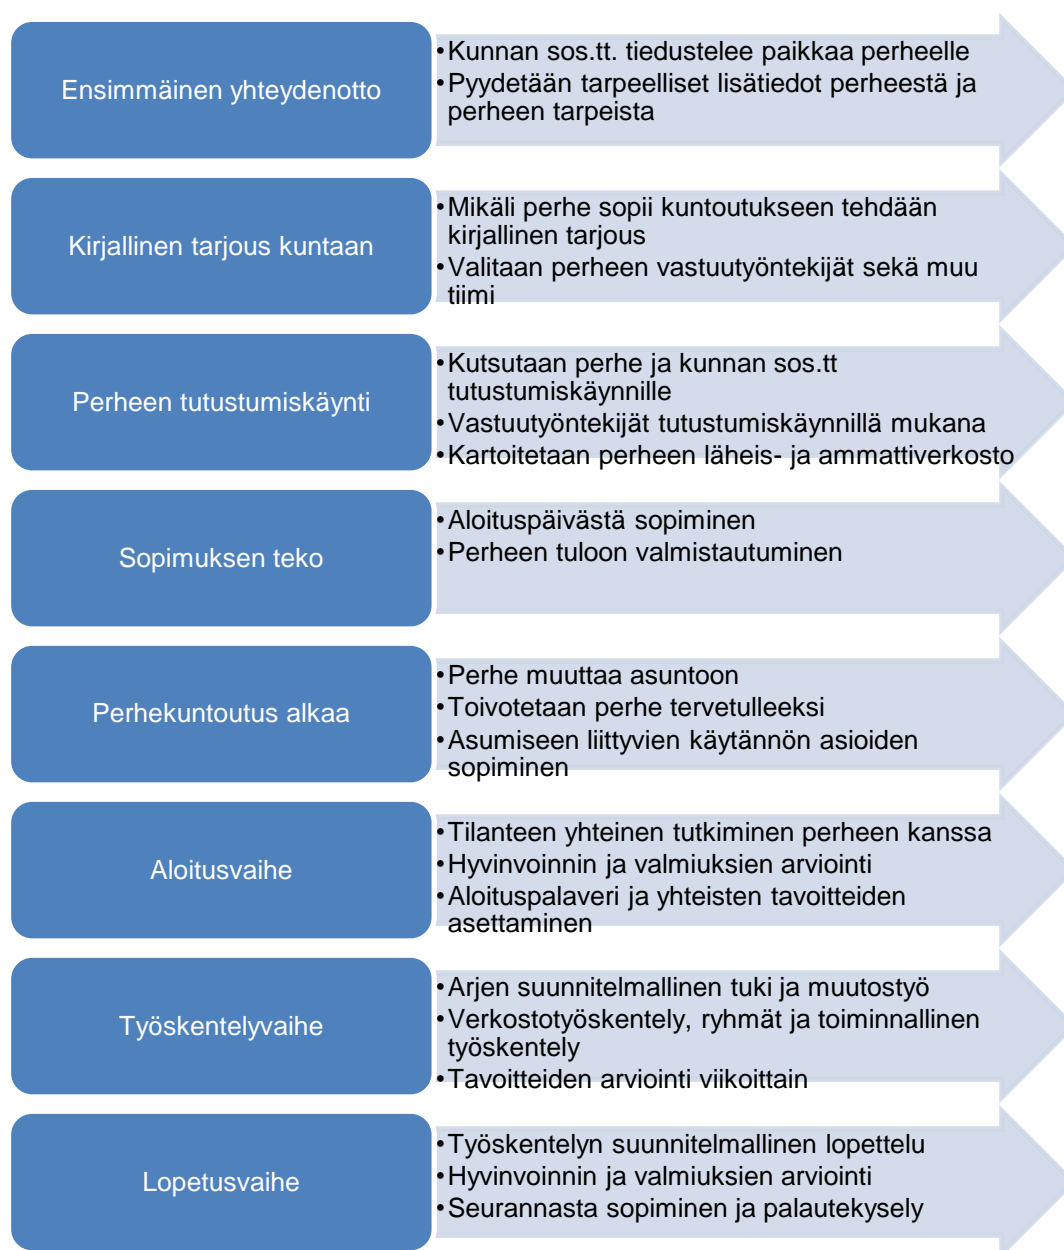 Ensimmäinen yhteydenotto
•Kunnan sos.tt. tiedustelee paikkaa perheelle
•Pyydetään tarpeelliset lisätiedot perheestä ja
perheen tarpeista
Kirjallinen tarjous kuntaan
•Mikäli perhe sopii kuntoutukseen tehdään
kirjallinen tarjous
•Valitaan perheen vastuutyöntekijät sekä muu
tiimi
Perheen tutustumiskäynti
•Kutsutaan perhe ja kunnan sos.tt
tutustumiskäynnille
•Vastuutyöntekijät tutustumiskäynnillä mukana
•Kartoitetaan perheen läheis- ja ammattiverkosto
Sopimuksen teko
•Aloituspäivästä sopiminen
•Perheen tuloon valmistautuminen
Perhekuntoutus alkaa
•Perhe muuttaa asuntoon
•Toivotetaan perhe tervetulleeksi
•Asumiseen liittyvien käytännön asioiden
sopiminen
Aloitusvaihe
•Tilanteen yhteinen tutkiminen perheen kanssa
•Hyvinvoinnin ja valmiuksien arviointi
•Aloituspalaveri ja yhteisten tavoitteiden
asettaminen
Työskentelyvaihe
•Arjen suunnitelmallinen tuki ja muutostyö
•Verkostotyöskentely, ryhmät ja toiminnallinen
työskentely
•Tavoitteiden arviointi viikoittain
Lopetusvaihe
•Työskentelyn suunnitelmallinen lopettelu
•Hyvinvoinnin ja valmiuksien arviointi
•Seurannasta sopiminen ja palautekysely